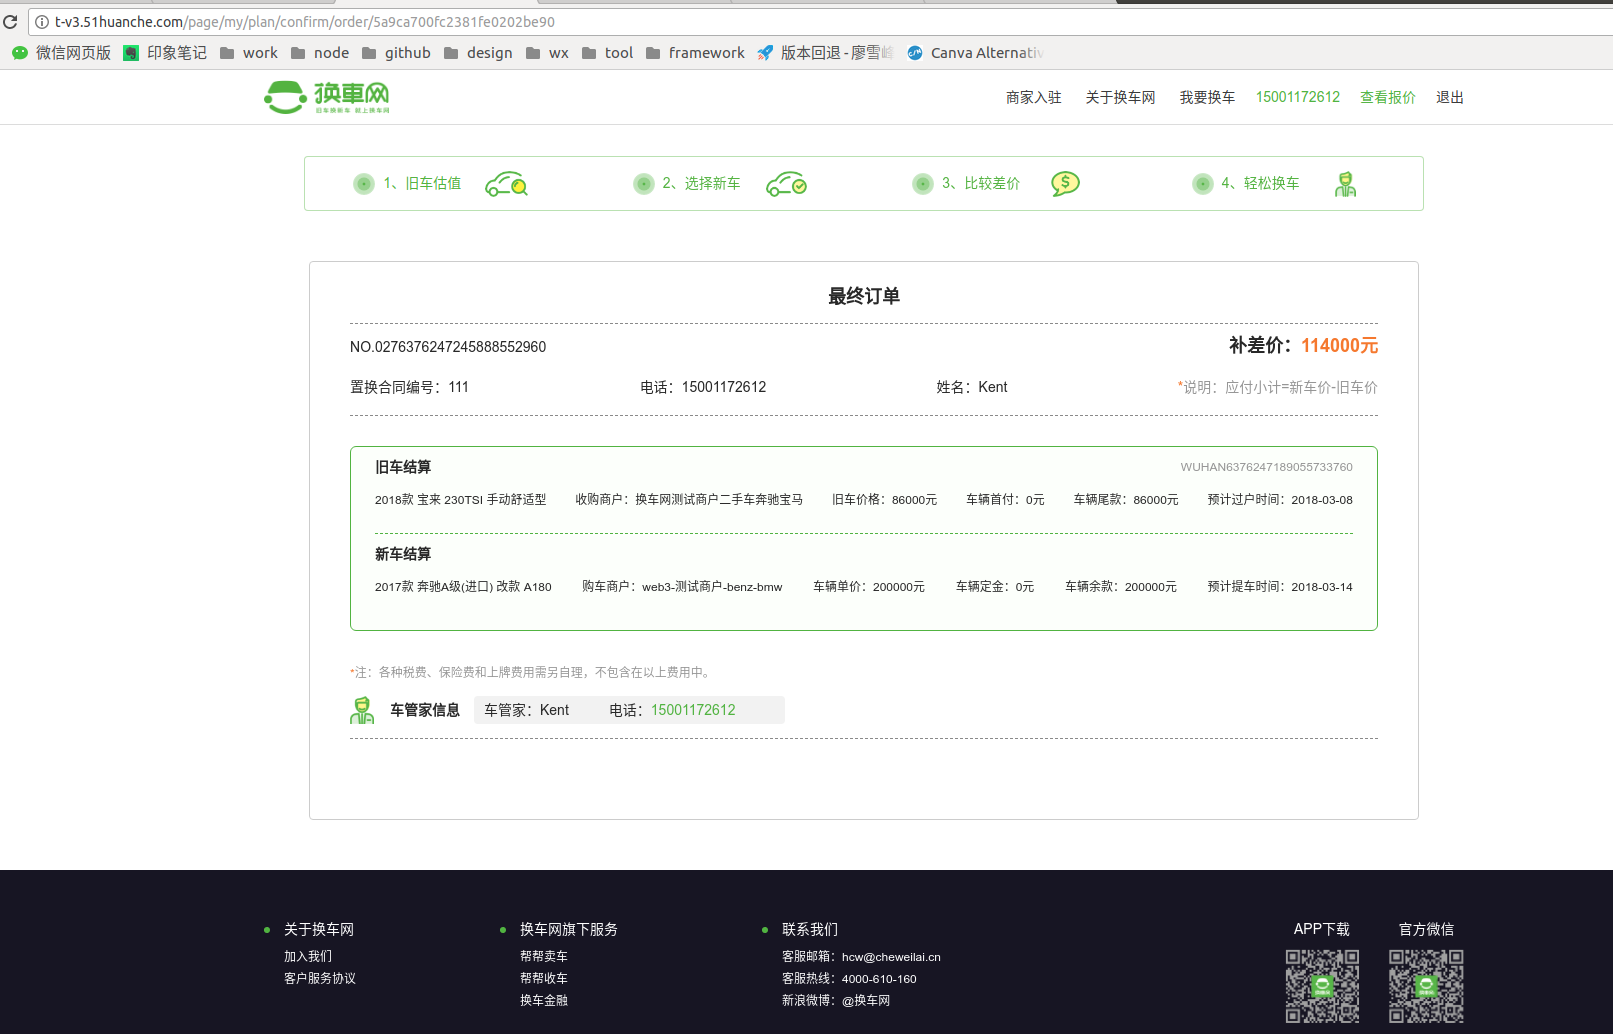 t-v3.51huanche.com/page/my/plan/confirm/order/5a9ca700fc2381fe0202be90
微信网页版 印象笔记 work node github design wx tool framework 版本回退 - 廖雪峰 Canva Alternativ
换車网
旧车换新车 就上换车网
商家入驻 关于换车网 我要换车 15001172612 查看报价 退出
1、旧车估值 2、选择新车 3、比较差价 4、轻松换车
最终订单
NO.0276376247245888552960 补差价：114000元
置换合同编号：111 电话：15001172612 姓名：Kent *说明：应付小计=新车价-旧车价
旧车结算 WUHAN6376247189055733760
2018款 宝来 230TSI 手动舒适型 收购商户：换车网测试商户二手车奔驰宝马 旧车价格：86000元 车辆首付：0元 车辆尾款：86000元 预计过户时间：2018-03-08
新车结算
2017款 奔驰A级(进口) 改款 A180 购车商户：web3-测试商户-benz-bmw 车辆单价：200000元 车辆定金：0元 车辆余款：200000元 预计提车时间：2018-03-14
*注：各种税费、保险费和上牌费用需另自理，不包含在以上费用中。
车管家信息 车管家：Kent 电话：15001172612
关于换车网 换车网旗下服务 联系我们 APP下载 官方微信
加入我们 帮帮卖车 客服邮箱：hcw@cheweilai.cn
客户服务协议 帮帮收车 客服热线：4000-610-160
换车金融 新浪微博：@换车网